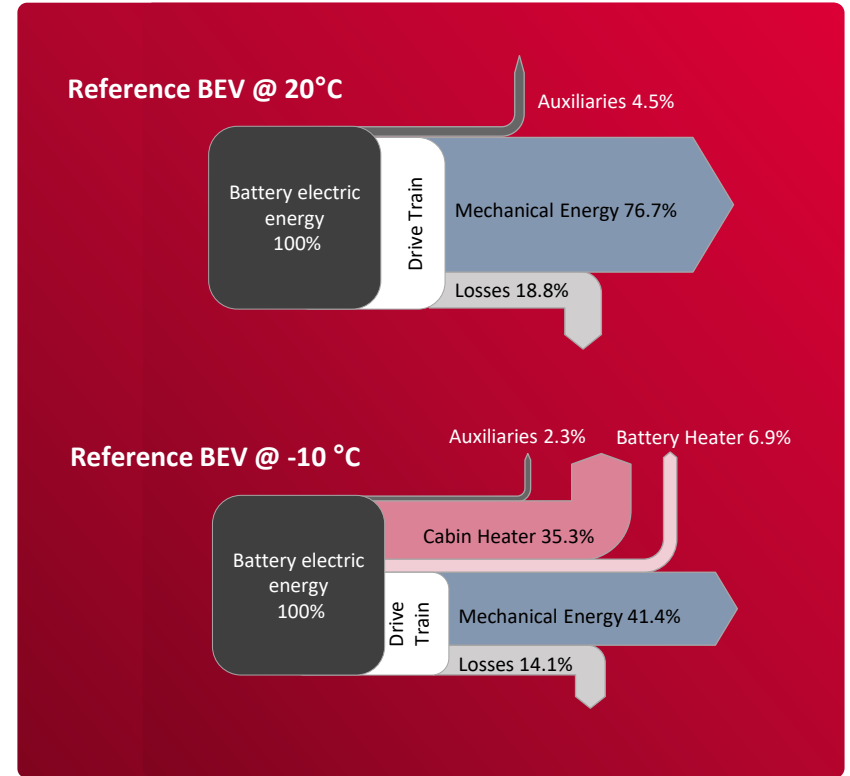 Reference BEV @ 20°C
Auxiliaries 4.5%
Battery electric
energy
100%
Drive Train
Mechanical Energy 76.7%
Losses 18.8%
Auxiliaries 2.3%
Battery Heater 6.9%
Reference BEV @ -10 °C
Cabin Heater 35.3%
Battery electric
energy
100%
Drive
Train
Mechanical Energy 41.4%
Losses 14.1%